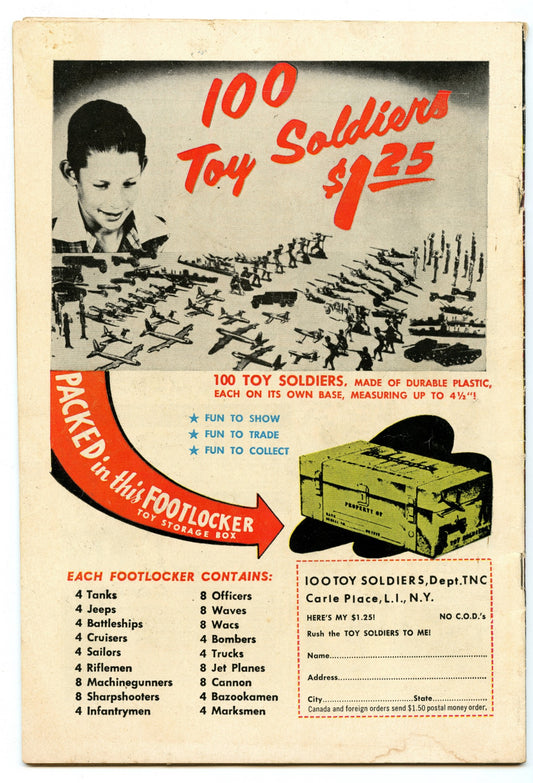 100
Toy Soldiers
$1.25
100 TOY SOLDIERS, MADE OF DURABLE PLASTIC,
EACH ON ITS OWN BASE, MEASURING UP TO 4½"!
★ FUN TO SHOW
★ FUN TO TRADE
★ FUN TO COLLECT
PACKED in this FOOTLOCKER
TOY STORAGE BOX
PROPERTY OF
EACH FOOTLOCKER CONTAINS:
4 Tanks
4 Jeeps
4 Battleships
4 Cruisers
4 Sailors
4 Riflemen
8 Machinegunners
8 Sharpshooters
4 Infantrymen
8 Officers
8 Waves
8 Wacs
4 Bombers
4 Trucks
8 Jet Planes
8 Cannon
4 Bazookamen
4 Marksmen
100 TOY SOLDIERS, Dept. TNC
Carle Place, L.I., N.Y.
HERE'S MY $1.25! NO C.O.D.'s
Rush the TOY SOLDIERS TO ME!
Name
Address
City State
Canada and foreign orders send $1.50 postal money order.